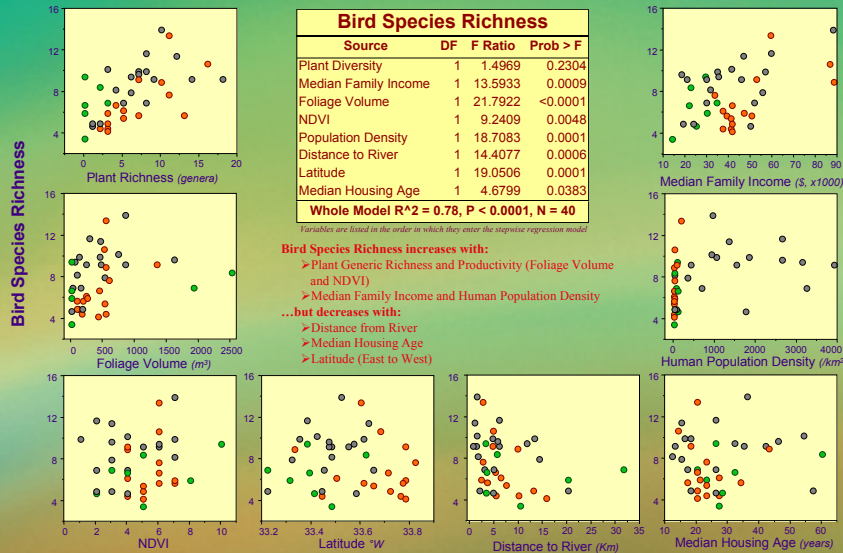 Bird Species Richness
16
12
8
4
0 5 10 15 20
Plant Richness (genera)
Bird Species Richness
Source DF F Ratio Prob > F
Plant Diversity 1 1.4969 0.2304
Median Family Income 1 13.5933 0.0009
Foliage Volume 1 21.7922 <0.0001
NDVI 1 9.2409 0.0048
Population Density 1 18.7083 0.0001
Distance to River 1 14.4077 0.0006
Latitude 1 19.0506 0.0001
Median Housing Age 1 4.6799 0.0383
Whole Model R^2 = 0.78, P < 0.0001, N = 40
Variables are listed in the order in which they enter the stepwise regression model
16
12
8
4
10 20 30 40 50 60 70 80 90
Median Family Income ($, x1000)
16
12
8
4
0 500 1000 1500 2000 2500
Foliage Volume (m³)
Bird Species Richness increases with:
➢Plant Generic Richness and Productivity (Foliage Volume
and NDVI)
➢Median Family Income and Human Population Density
…but decreases with:
➢Distance from River
➢Median Housing Age
➢Latitude (East to West)
16
12
8
4
0 1000 2000 3000 4000
Human Population Density (/km²
16
12
8
4
0 2 4 6 8 10
NDVI
16
12
8
4
33.2 33.4 33.6 33.8
Latitude °W
16
12
8
4
0 5 10 15 20 25 30 35
Distance to River (Km)
16
12
8
4
10 20 30 40 50 60
Median Housing Age (years)